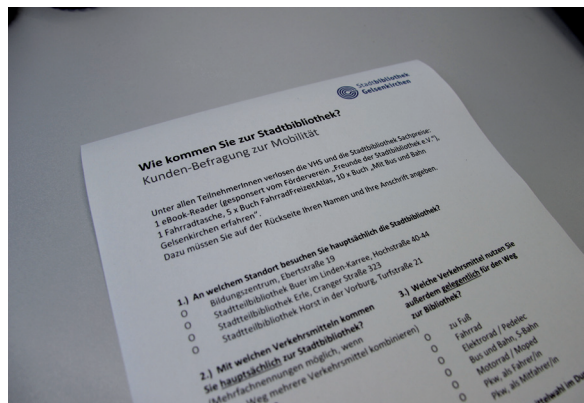 Stadtbibliothek
Gelsenkirchen
Wie kommen Sie zur Stadtbibliothek?
Kunden-Befragung zur Mobilität
Unter allen TeilnehmerInnen verlosen die VHS und die Stadtbibliothek Sachpreise:
1 eBook-Reader (gesponsert vom Förderverein „Freunde der Stadtbibliothek e.V.“),
1 Fahrradtasche, 5 x Buch FahrradFreizeitAtlas, 10 x Buch „Mit Bus und Bahn
Gelsenkirchen erfahren“.
Dazu müssen Sie auf der Rückseite Ihren Namen und Ihre Anschrift angeben.
1.) An welchem Standort besuchen Sie hauptsächlich die Stadtbibliothek?
O Bildungszentrum, Ebertstraße 19
O Stadtteilbibliothek Buer im Linden-Karree, Hochstraße 40-44
O Stadtteilbibliothek Erle, Cranger Straße 323
O Stadtteilbibliothek Horst in der Vorburg, Turfstraße 21
2.) Mit welchen Verkehrsmitteln kommen
Sie hauptsächlich zur Stadtbibliothek?
(Mehrfachnennungen möglich, wenn
Weg mehrere Verkehrsmittel kombinieren)
3.) Welche Verkehrsmittel nutzen Sie
außerdem gelegentlich für den Weg
zur Bibliothek?
O zu Fuß
O Fahrrad
O Elektrorad / Pedelec
O Bus und Bahn, S-Bahn
O Motorrad / Moped
O Pkw, als Fahrer/in
O Pkw, als Mitfahrer/in